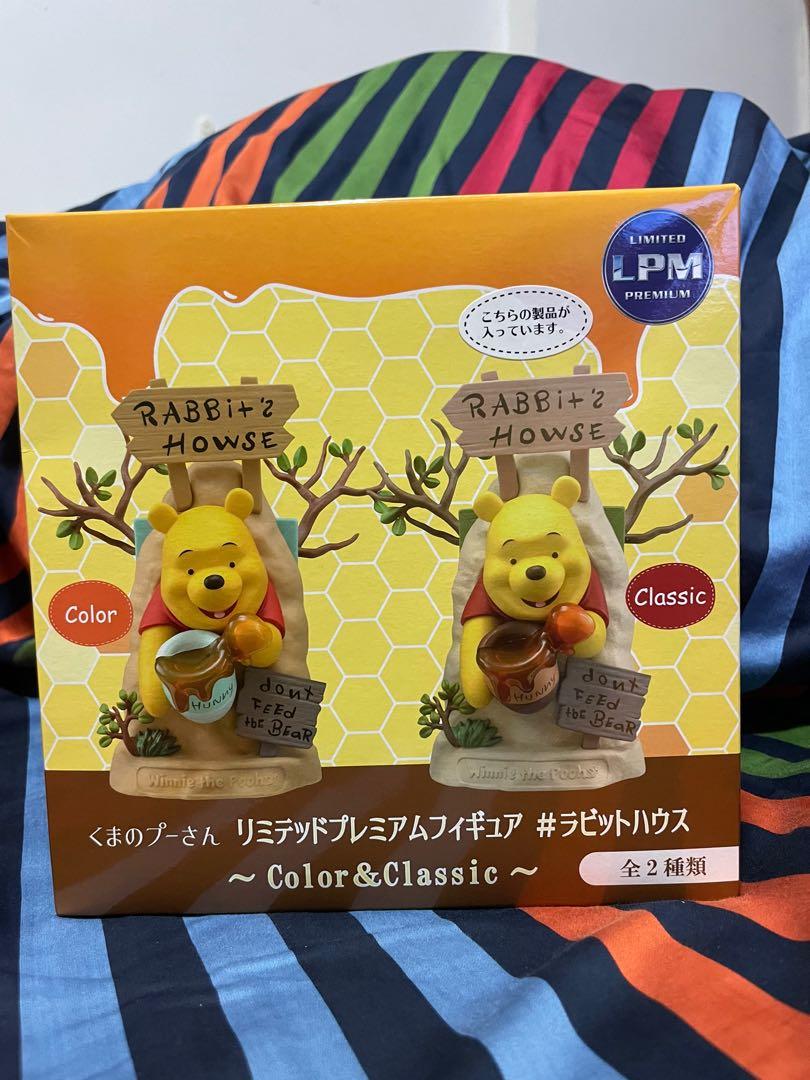 LIMITED
LPM
PREMIUM
こちらの製品が
入っています。
RABBit's
HOWSE
RABBit's
HOWSE
Color
Classic
HUNNY
HUNNY
dont
FEEd
the BEAR
dont
FEEd
the BEAR
Winnie the Pooh
Winnie the Pooh
くまのプーさん リミテッドプレミアムフィギュア #ラビットハウス
～ Color&Classic ～
全2種類